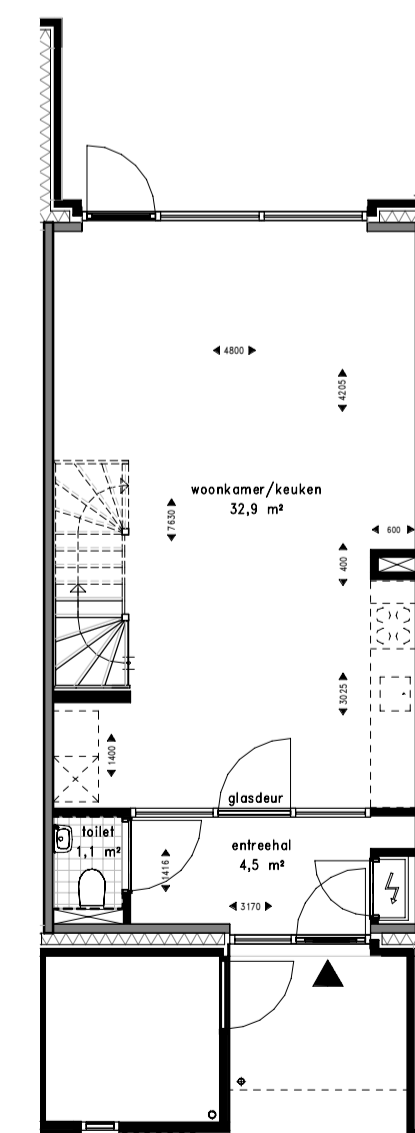 4800
4205
woonkamer/keuken
32,9 m²
7630
600
400
3025
1400
glasdeur
toilet
1,1 m²
entreehal
4,5 m²
1416
3170